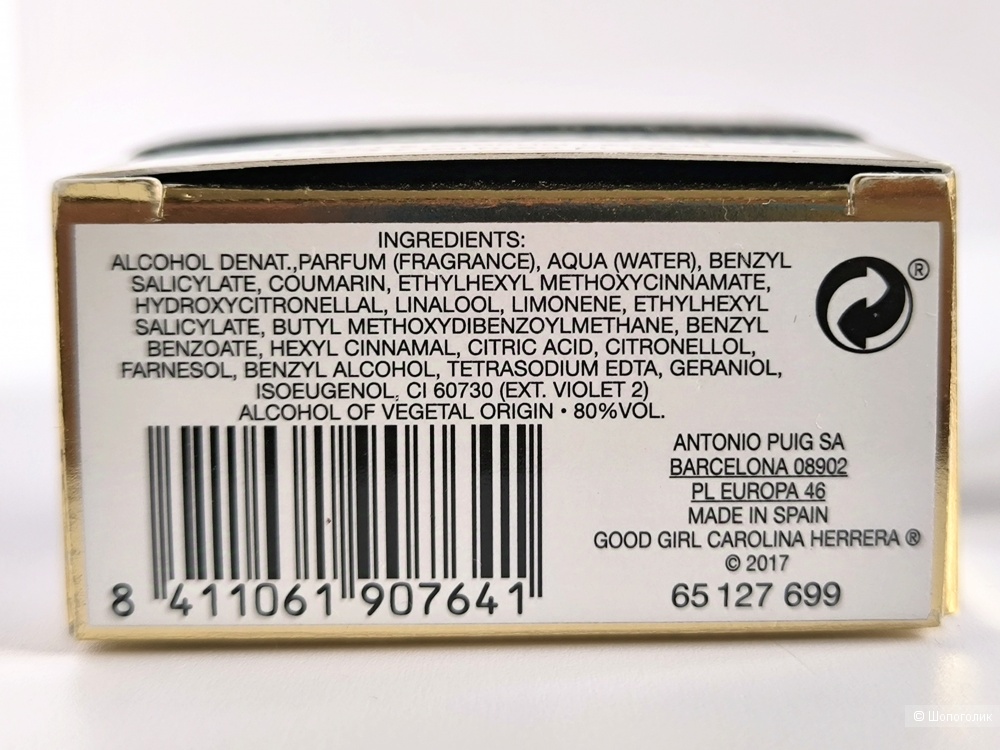 INGREDIENTS:
ALCOHOL DENAT.,PARFUM (FRAGRANCE), AQUA (WATER), BENZYL
SALICYLATE, COUMARIN, ETHYLHEXYL METHOXYCINNAMATE,
HYDROXYCITRONELLAL, LINALOOL, LIMONENE, ETHYLHEXYL
SALICYLATE, BUTYL METHOXYDIBENZOYLMETHANE, BENZYL
BENZOATE, HEXYL CINNAMAL, CITRIC ACID, CITRONELLOL,
FARNESOL, BENZYL ALCOHOL, TETRASODIUM EDTA, GERANIOL,
ISOEUGENOL, CI 60730 (EXT. VIOLET 2)
ALCOHOL OF VEGETAL ORIGIN • 80%VOL.
®
8 411061 907641
ANTONIO PUIG SA
BARCELONA 08902
PL EUROPA 46
MADE IN SPAIN
GOOD GIRL CAROLINA HERRERA ®
© 2017
65 127 699
© Шопоголик